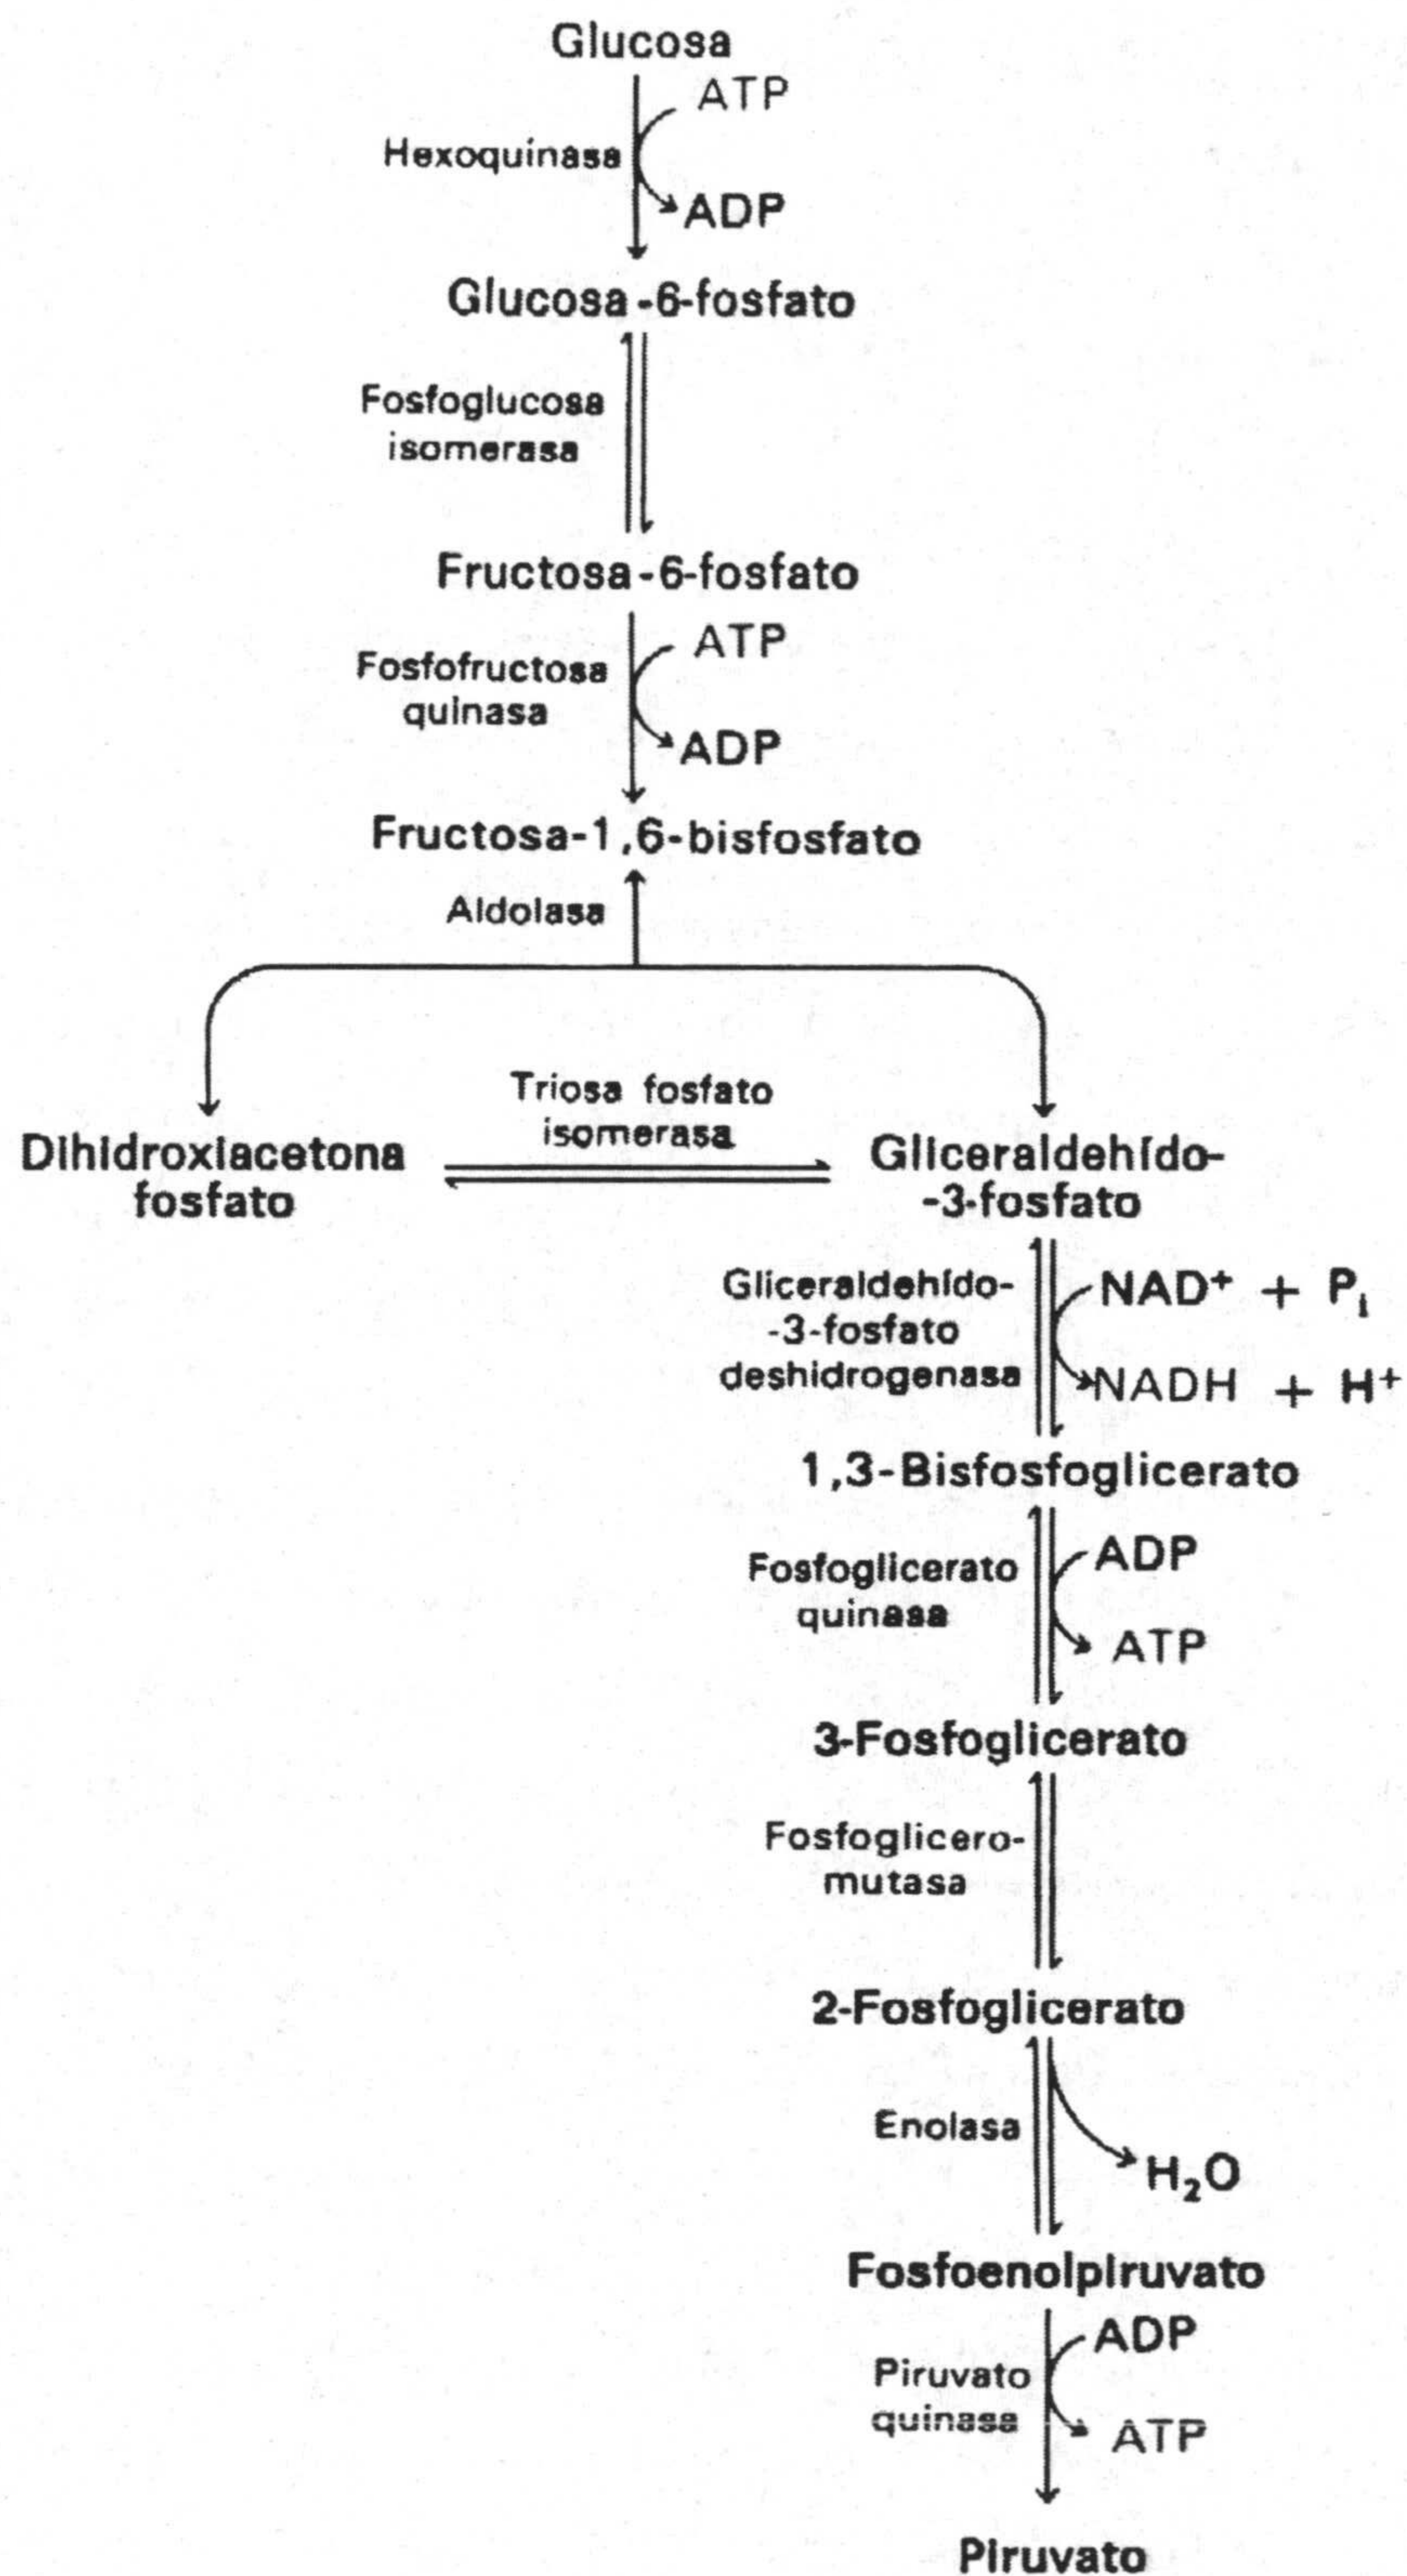 Glucosa
ATP
Hexoquinasa
ADP
Glucosa-6-fosfato
Fosfoglucosa
isomerasa
Fructosa-6-fosfato
ATP
Fosfofructosa
quinasa
ADP
Fructosa-1,6-bisfosfato
Aldolasa
Triosa fosfato
isomerasa
Dihidroxiacetona
fosfato
Gliceraldehído-
-3-fosfato
Gliceraldehído-
-3-fosfato
deshidrogenasa
NAD⁺ + Pᵢ
NADH + H⁺
1,3-Bisfosfoglicerato
Fosfoglicerato
quinasa
ADP
ATP
3-Fosfoglicerato
Fosfoglicero-
mutasa
2-Fosfoglicerato
Enolasa
H₂O
Fosfoenolpiruvato
ADP
Piruvato
quinasa
ATP
Piruvato